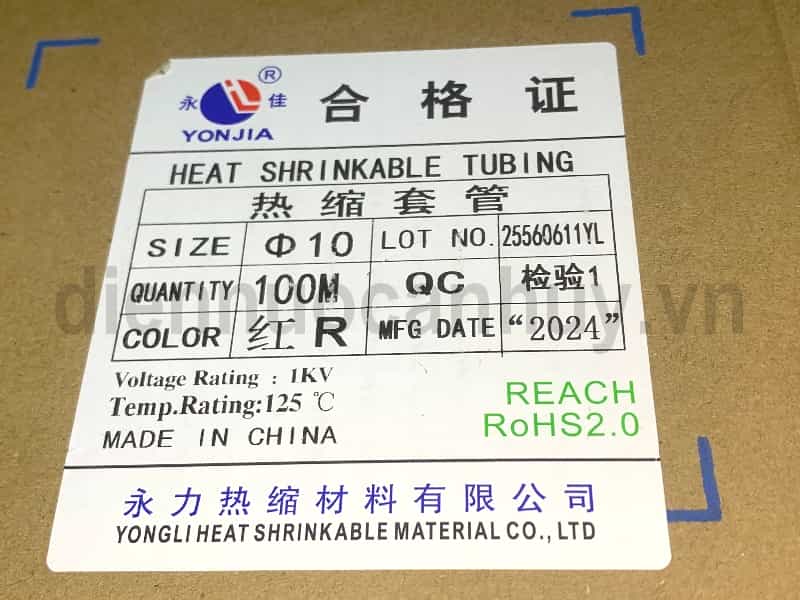 永 佳 ®
YONJIA
合格证
HEAT SHRINKABLE TUBING
热缩套管
SIZE Φ10 LOT NO. 25560611YL
QUANTITY 100M QC 检验1
COLOR 红 R MFG DATE “2024”
Voltage Rating : 1KV
Temp.Rating:125 ℃
MADE IN CHINA
REACH
RoHS2.0
永力热缩材料有限公司
YONGLI HEAT SHRINKABLE MATERIAL CO., LTD
diennuocanhuy.vn